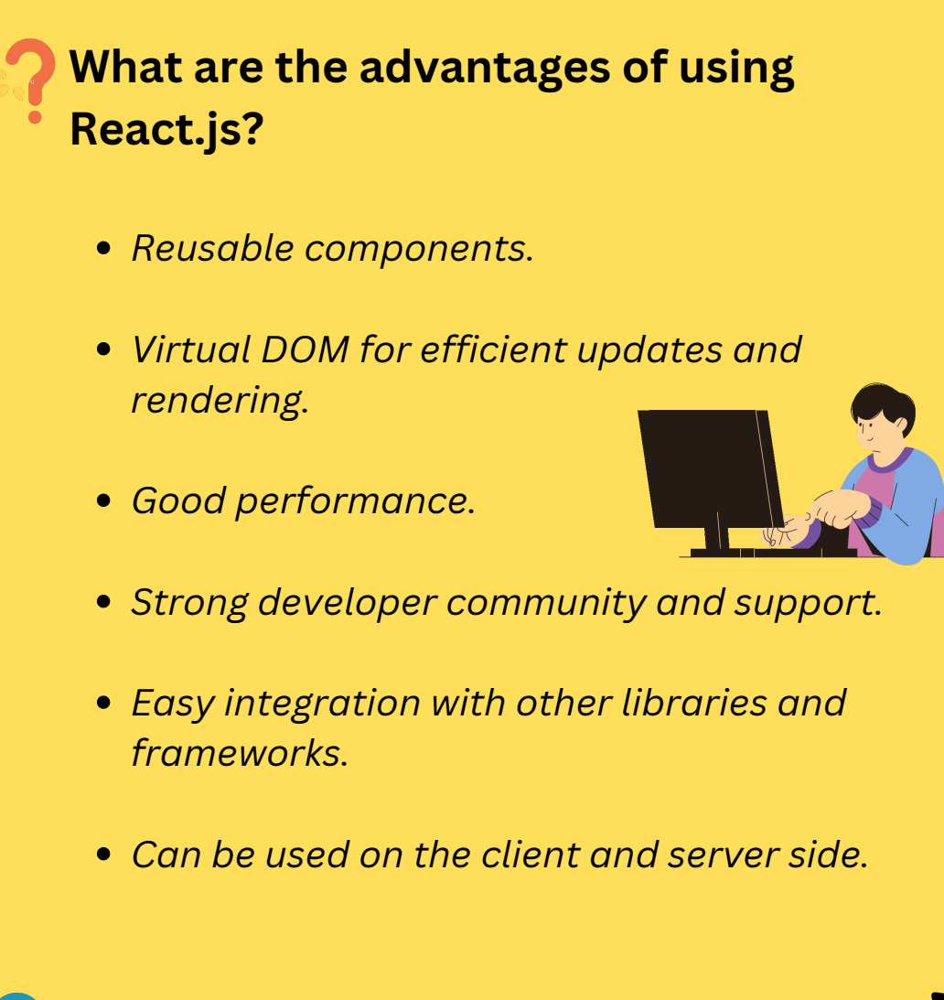 What are the advantages of using
React.js?
• Reusable components.
• Virtual DOM for efficient updates and
rendering.
• Good performance.
• Strong developer community and support.
• Easy integration with other libraries and
frameworks.
• Can be used on the client and server side.